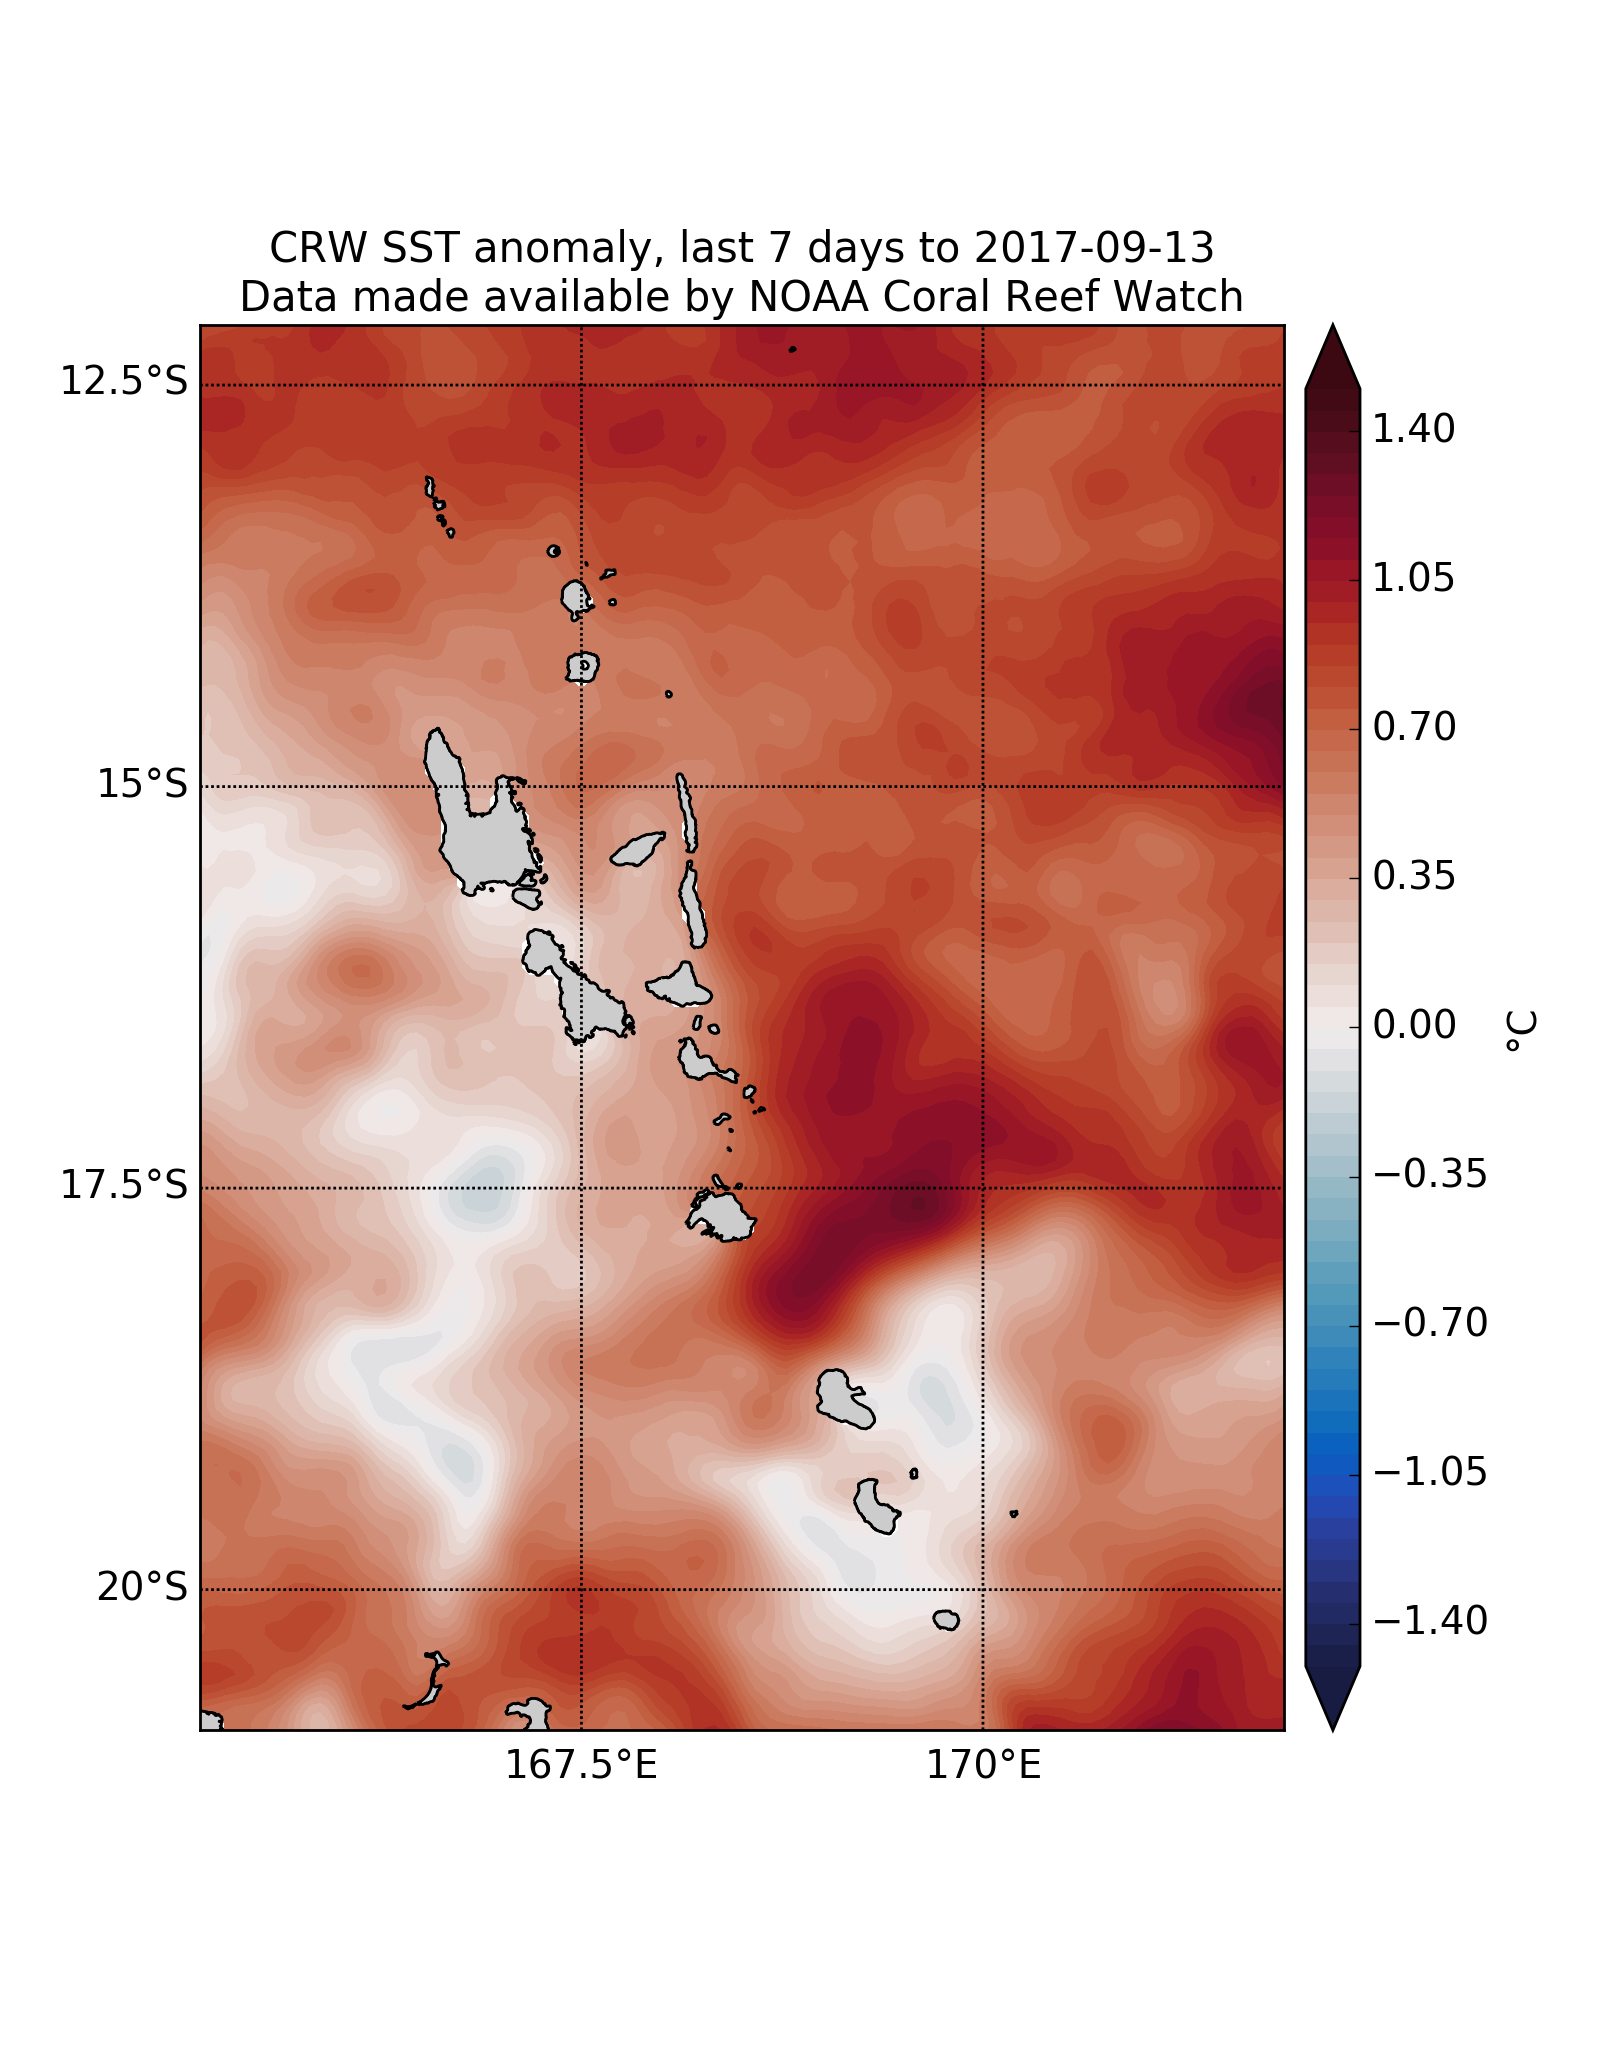 CRW SST anomaly, last 7 days to 2017-09-13
Data made available by NOAA Coral Reef Watch
12.5°S
15°S
17.5°S
20°S
167.5°E
170°E
1.40
1.05
0.70
0.35
0.00
−0.35
−0.70
−1.05
−1.40
°C